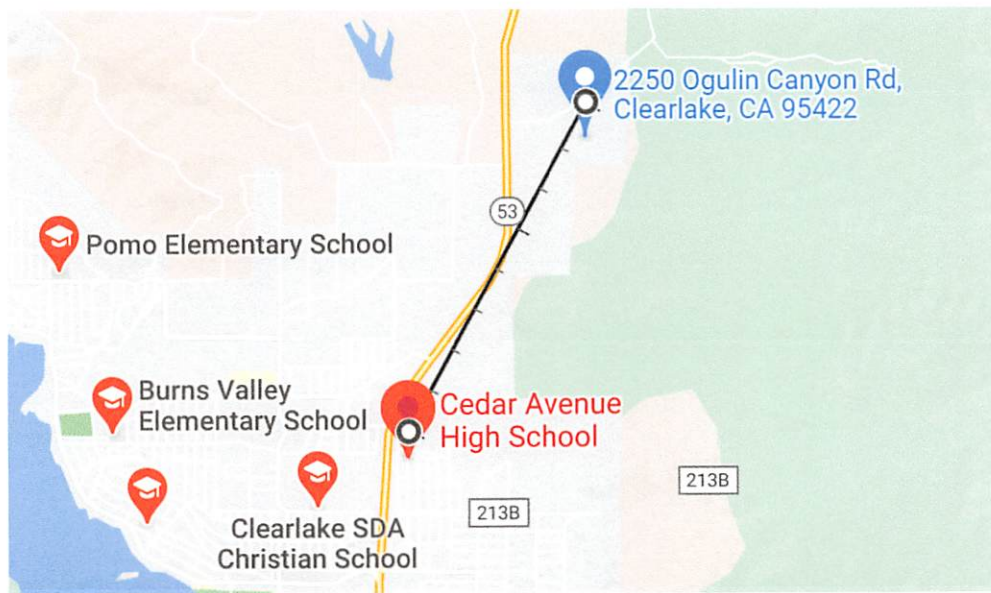 2250 Ogulin Canyon Rd,
Clearlake, CA 95422
53
Pomo Elementary School
Burns Valley
Elementary School
Cedar Avenue
High School
213B
213B
Clearlake SDA
Christian School